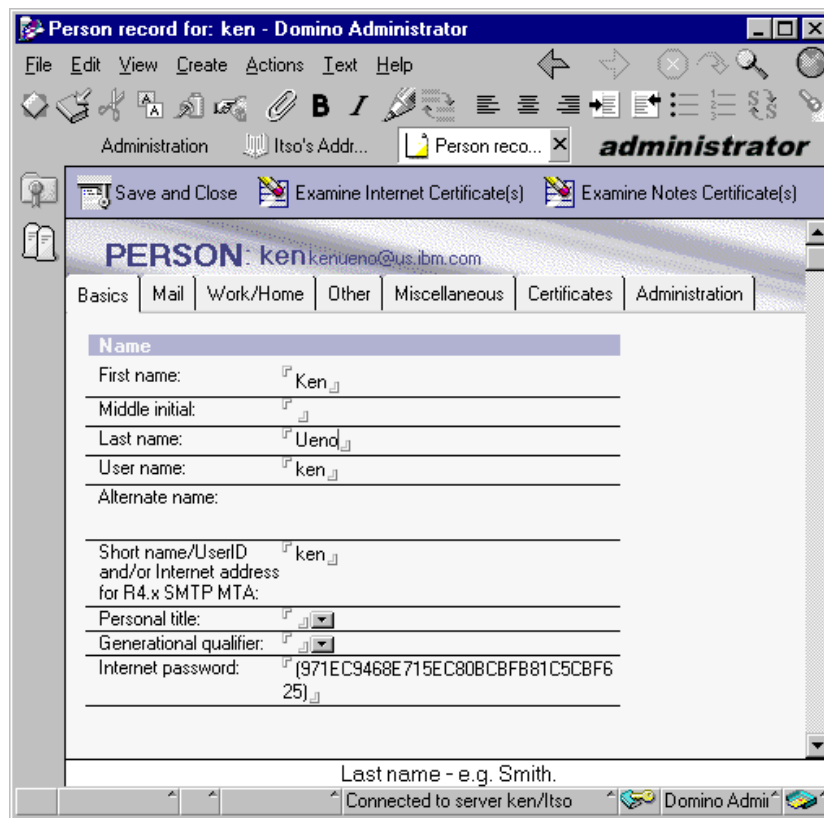 Person record for: ken - Domino Administrator
File Edit View Create Actions Text Help
Administration Itso's Addr... Person reco... administrator
Save and Close Examine Internet Certificate(s) Examine Notes Certificate(s)
PERSON: ken kenueno@us.ibm.com
Basics Mail Work/Home Other Miscellaneous Certificates Administration
Name
First name: Ken
Middle initial:
Last name: Ueno
User name: ken
Alternate name:
Short name/UserID ken
and/or Internet address
for R4.x SMTP MTA:
Personal title:
Generational qualifier:
Internet password: (971EC9468E715EC80BCBFB81C5CBF6
25)
Last name - e.g. Smith.
Connected to server ken/Itso Domino Admii